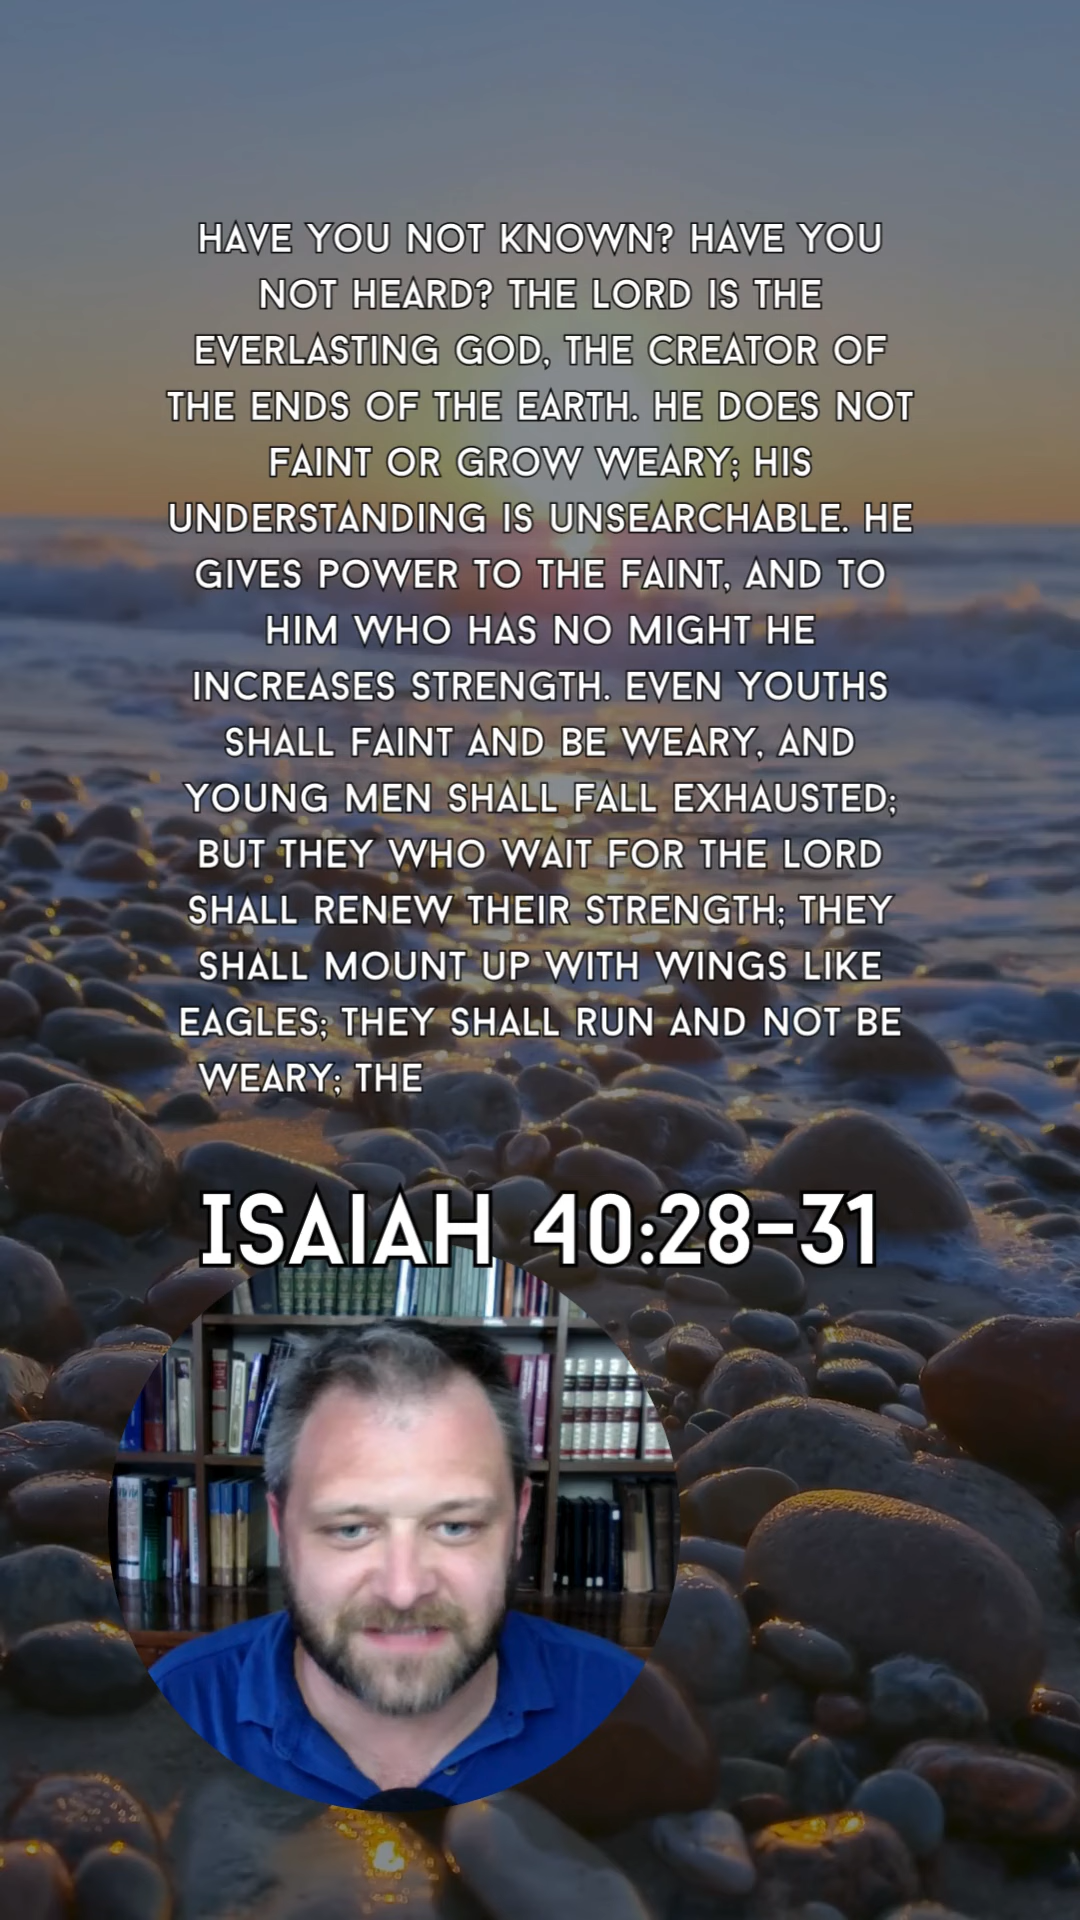 HAVE YOU NOT KNOWN? HAVE YOU
NOT HEARD? THE LORD IS THE
EVERLASTING GOD, THE CREATOR OF
THE ENDS OF THE EARTH. HE DOES NOT
FAINT OR GROW WEARY; HIS
UNDERSTANDING IS UNSEARCHABLE. HE
GIVES POWER TO THE FAINT, AND TO
HIM WHO HAS NO MIGHT HE
INCREASES STRENGTH. EVEN YOUTHS
SHALL FAINT AND BE WEARY, AND
YOUNG MEN SHALL FALL EXHAUSTED;
BUT THEY WHO WAIT FOR THE LORD
SHALL RENEW THEIR STRENGTH; THEY
SHALL MOUNT UP WITH WINGS LIKE
EAGLES; THEY SHALL RUN AND NOT BE
WEARY; THE
ISAIAH 40:28-31